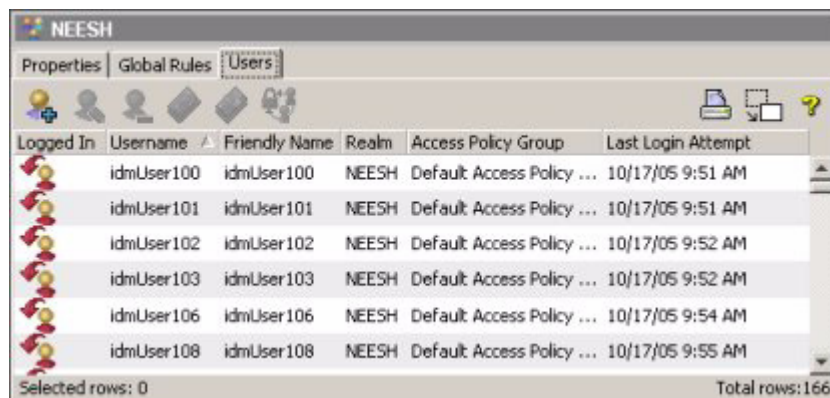 NEESH
Properties Global Rules Users
Logged In Username Friendly Name Realm Access Policy Group Last Login Attempt
idmUser100 idmUser100 NEESH Default Access Policy ... 10/17/05 9:51 AM
idmUser101 idmUser101 NEESH Default Access Policy ... 10/17/05 9:51 AM
idmUser102 idmUser102 NEESH Default Access Policy ... 10/17/05 9:52 AM
idmUser103 idmUser103 NEESH Default Access Policy ... 10/17/05 9:52 AM
idmUser106 idmUser106 NEESH Default Access Policy ... 10/17/05 9:54 AM
idmUser108 idmUser108 NEESH Default Access Policy ... 10/17/05 9:55 AM
Selected rows: 0 Total rows:166